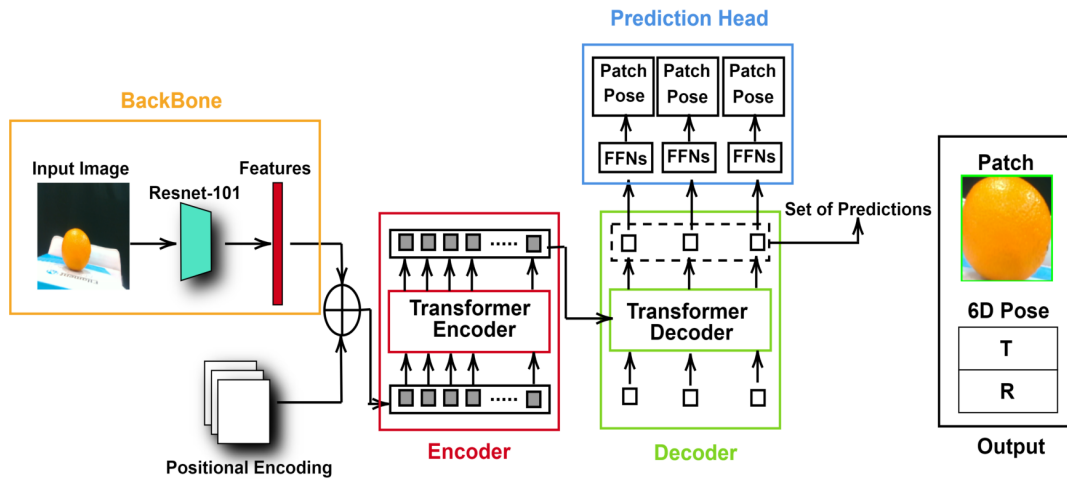 Prediction Head
Patch Pose
Patch Pose
Patch Pose
FFNs
FFNs
FFNs
BackBone
Input Image
Resnet-101
Features
Positional Encoding
.....
Transformer
Encoder
.....
Encoder
Set of Predictions
Transformer
Decoder
Decoder
Patch
6D Pose
T
R
Output